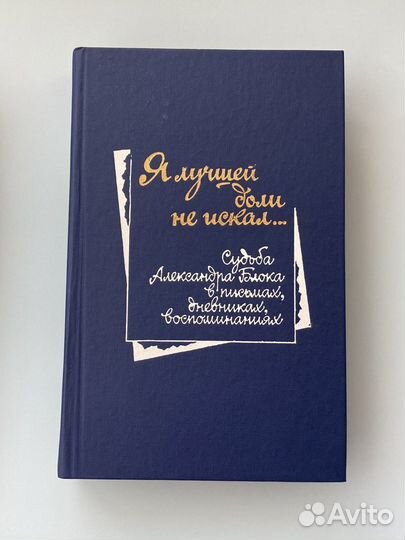 Я лучшей
доли
не искал...
Судьба
Александра Блока
в письмах,
дневниках,
воспоминаниях
Avito